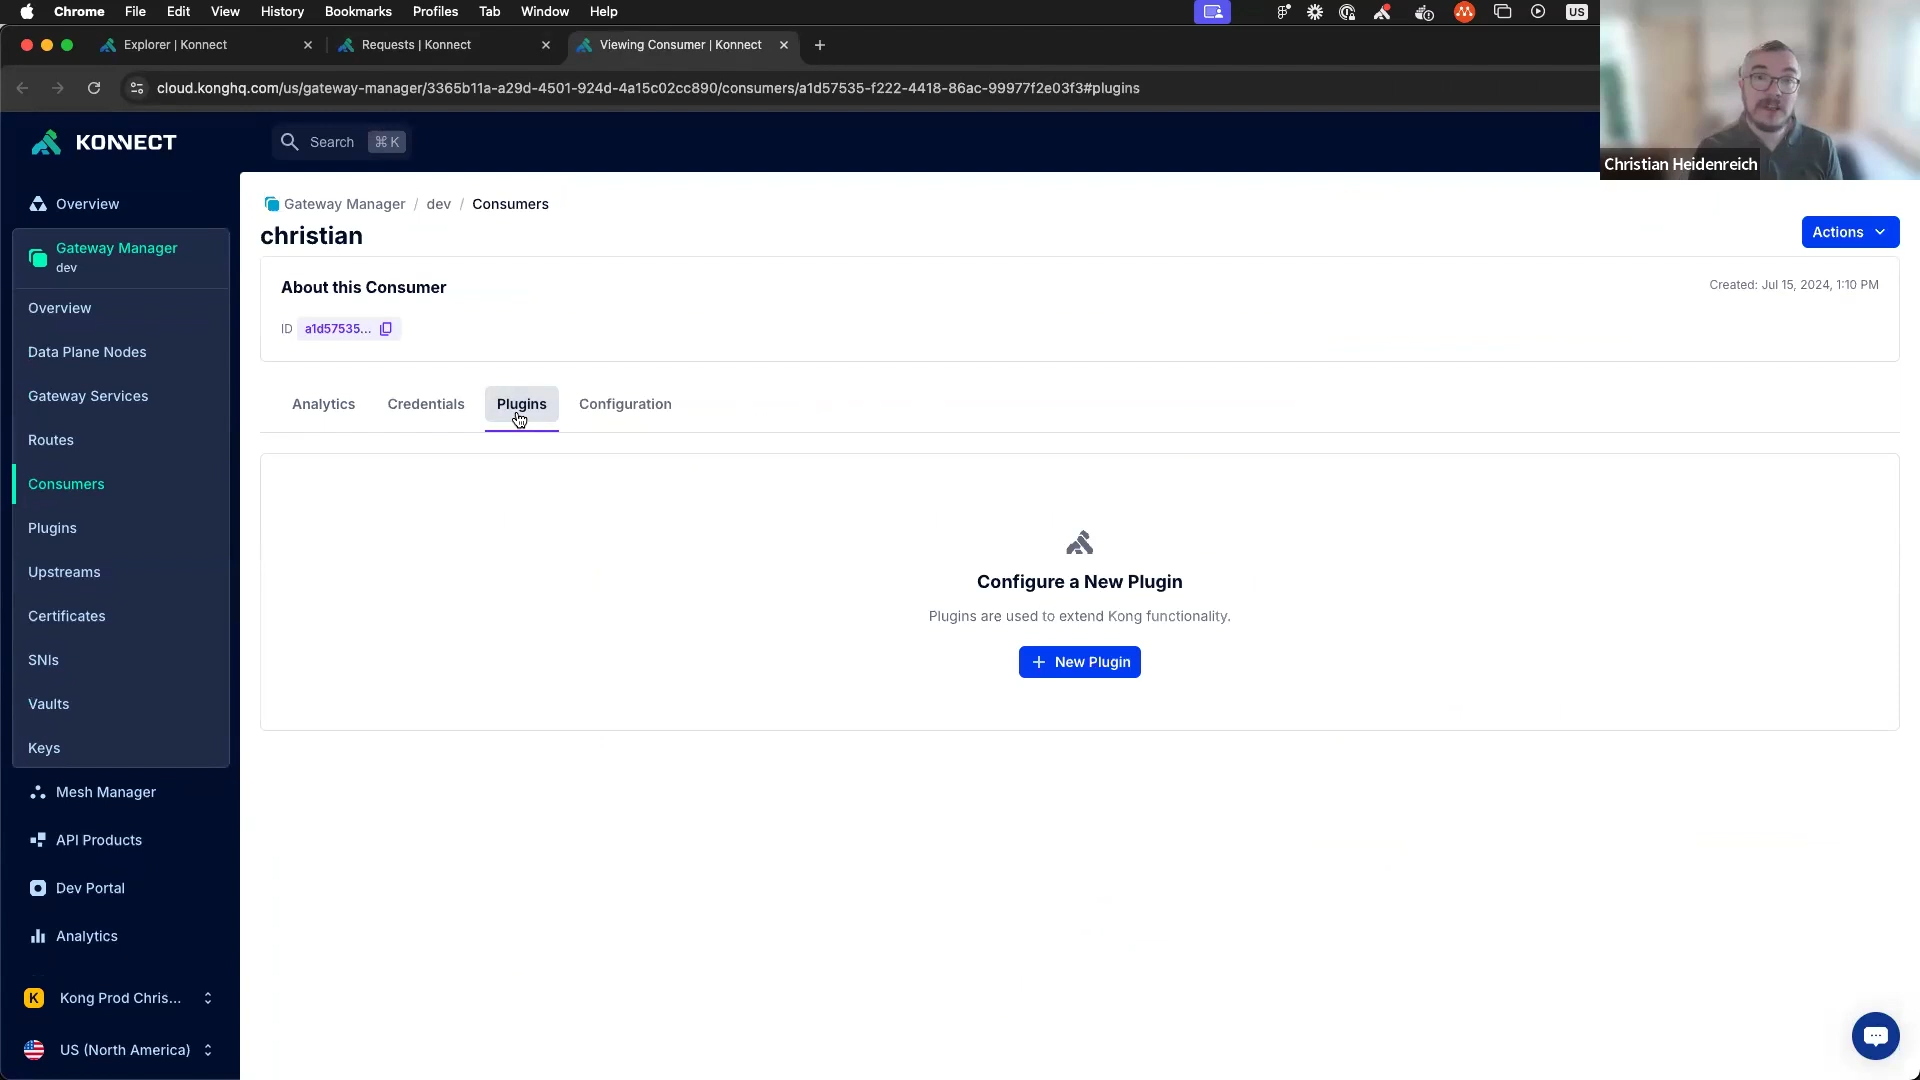 Chrome File Edit View History Bookmarks Profiles Tab Window Help US
Explorer | Konnect Requests | Konnect Viewing Consumer | Konnect
cloud.konghq.com/us/gateway-manager/3365b11a-a29d-4501-924d-4a15c02cc890/consumers/a1d57535-f222-4418-86ac-99977f2e03f3#plugins
Christian Heidenreich
KONNECT
Search ⌘ K
Overview
Gateway Manager
dev
Overview
Data Plane Nodes
Gateway Services
Routes
Consumers
Plugins
Upstreams
Certificates
SNIs
Vaults
Keys
Mesh Manager
API Products
Dev Portal
Analytics
K Kong Prod Chris...
US (North America)
Gateway Manager / dev / Consumers
christian
Actions
About this Consumer
Created: Jul 15, 2024, 1:10 PM
ID a1d57535...
Analytics Credentials Plugins Configuration
Configure a New Plugin
Plugins are used to extend Kong functionality.
+ New Plugin